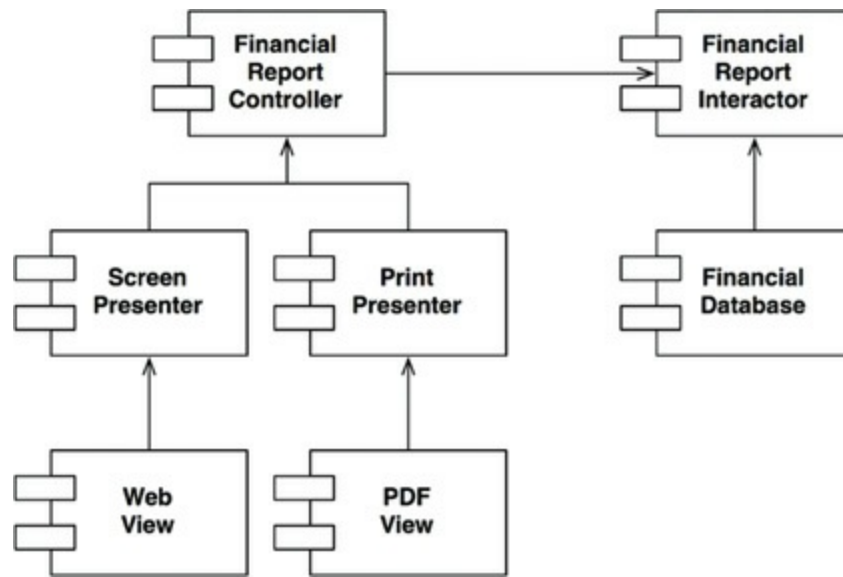 Financial
Report
Controller
Financial
Report
Interactor
Screen
Presenter
Print
Presenter
Financial
Database
Web
View
PDF
View